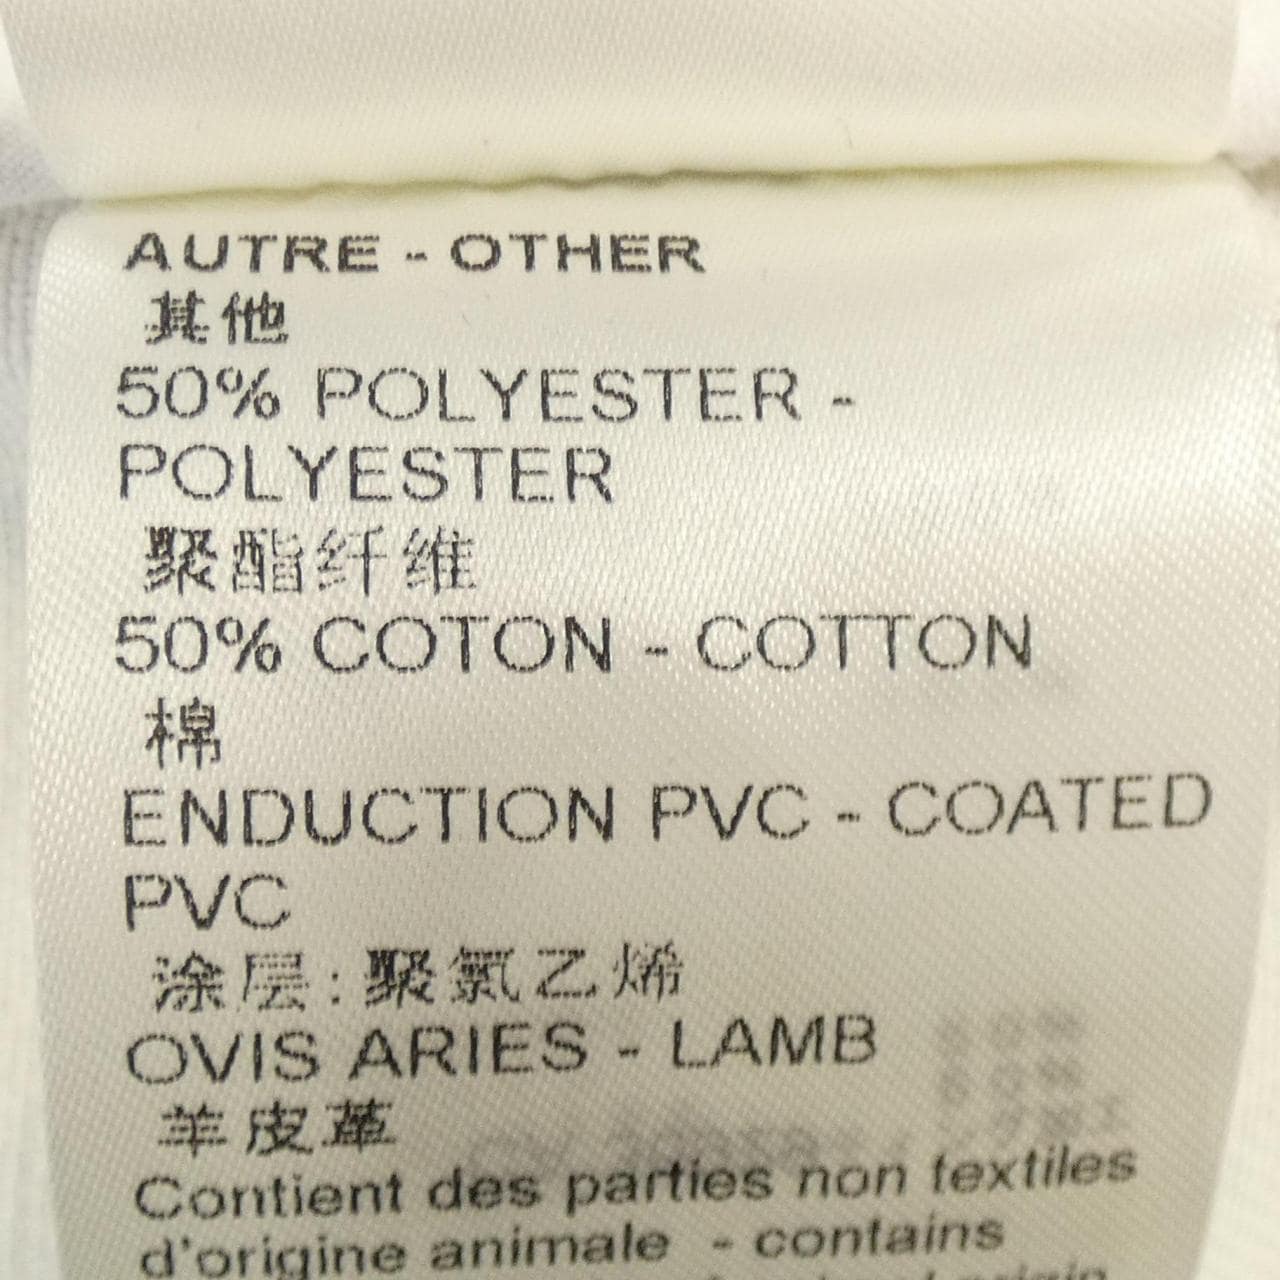 AUTRE - OTHER
其他
50% POLYESTER -
POLYESTER
聚酯纤维
50% COTON - COTTON
棉
ENDUCTION PVC - COATED
PVC
涂层:聚氯乙烯
OVIS ARIES - LAMB
羊皮革
Contient des parties non textiles
d'origine animale - contains
animal origin